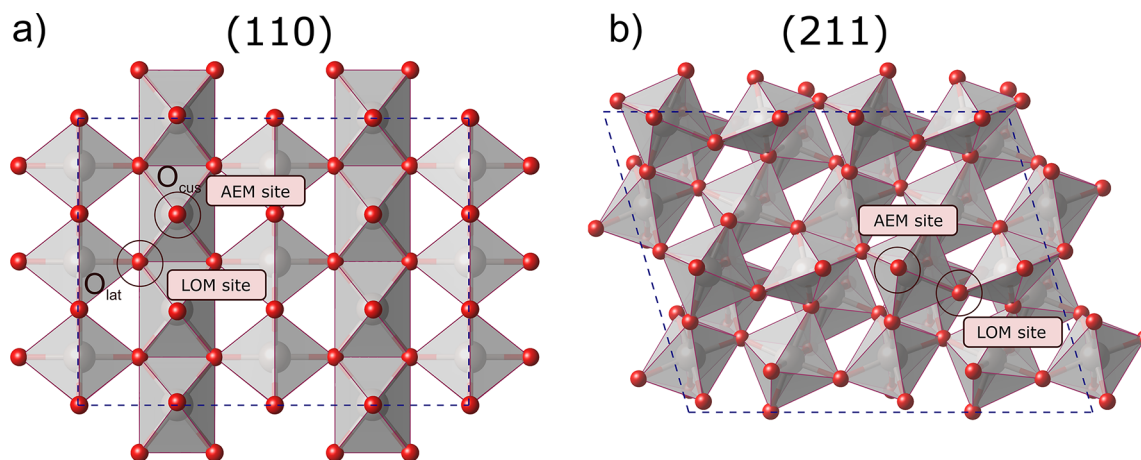 a)
(110)
O cus
AEM site
LOM site
O lat
b)
(211)
AEM site
LOM site